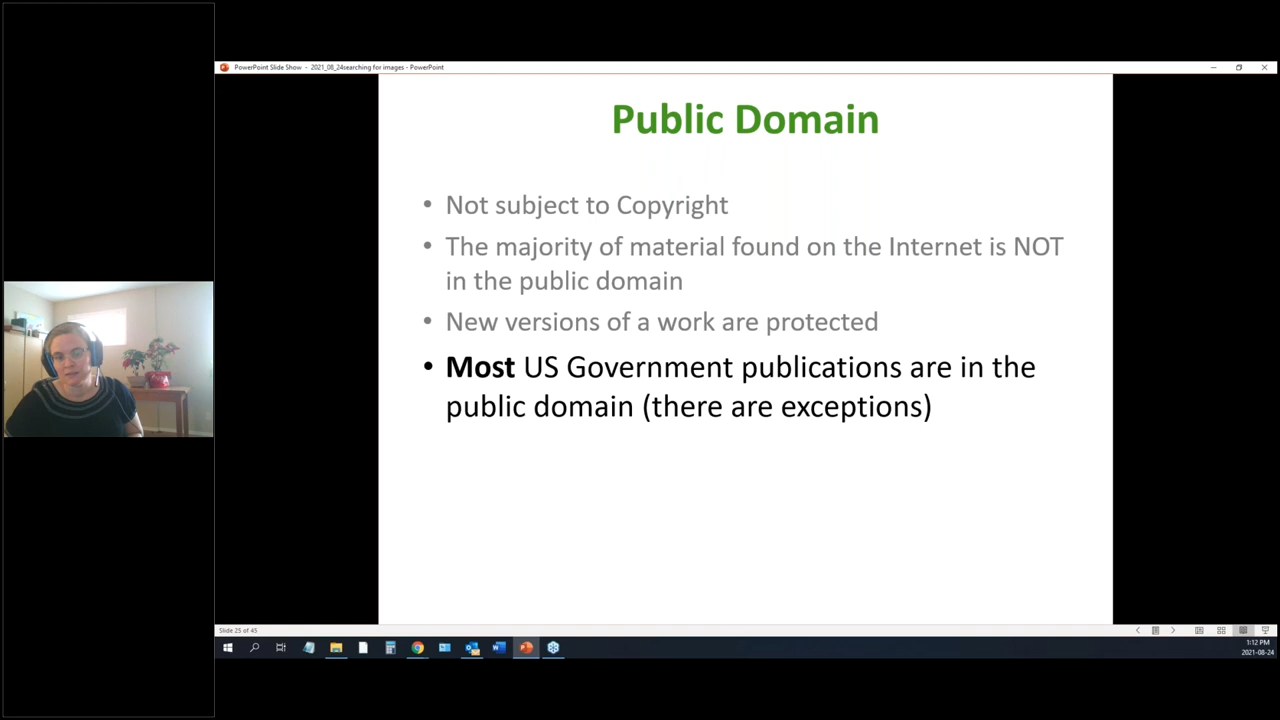 PowerPoint Slide Show - 2021_08_24searching for images - PowerPoint
Public Domain
• Not subject to Copyright
• The majority of material found on the Internet is NOT
in the public domain
• New versions of a work are protected
• Most US Government publications are in the
public domain (there are exceptions)
Slide 25 of 45
1:12 PM
2021-08-24